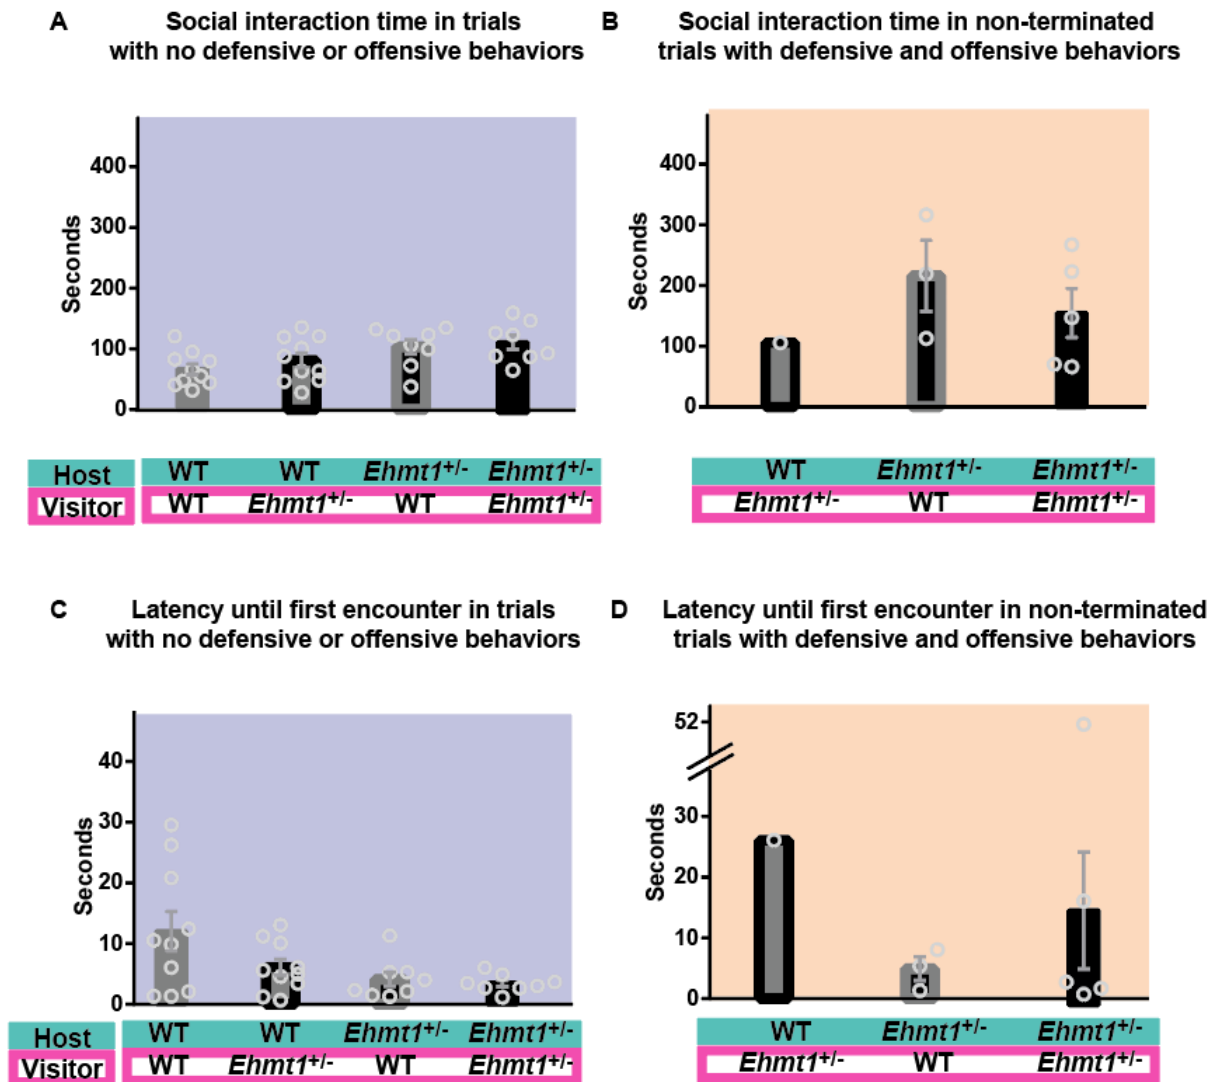 A Social interaction time in trials
with no defensive or offensive behaviors
400
300
200
100
0
Seconds
Host WT WT Ehmt1+/- Ehmt1+/-
Visitor WT Ehmt1+/- WT Ehmt1+/-
B Social interaction time in non-terminated
trials with defensive and offensive behaviors
400
300
200
100
0
Seconds
WT Ehmt1+/- Ehmt1+/-
Ehmt1+/- WT Ehmt1+/-
C Latency until first encounter in trials
with no defensive or offensive behaviors
40
30
20
10
0
Seconds
Host WT WT Ehmt1+/- Ehmt1+/-
Visitor WT Ehmt1+/- WT Ehmt1+/-
D Latency until first encounter in non-terminated
trials with defensive and offensive behaviors
52
30
20
10
0
Seconds
WT Ehmt1+/- Ehmt1+/-
Ehmt1+/- WT Ehmt1+/-